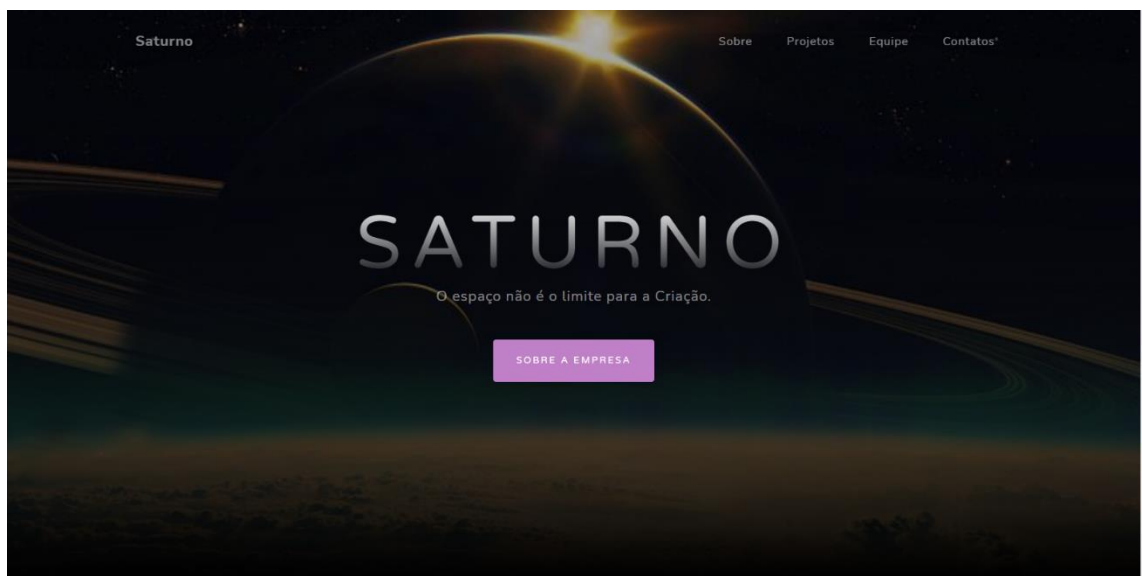 Saturno
Sobre Projetos Equipe Contatos*
SATURNO
O espaço não é o limite para a Criação.
SOBRE A EMPRESA